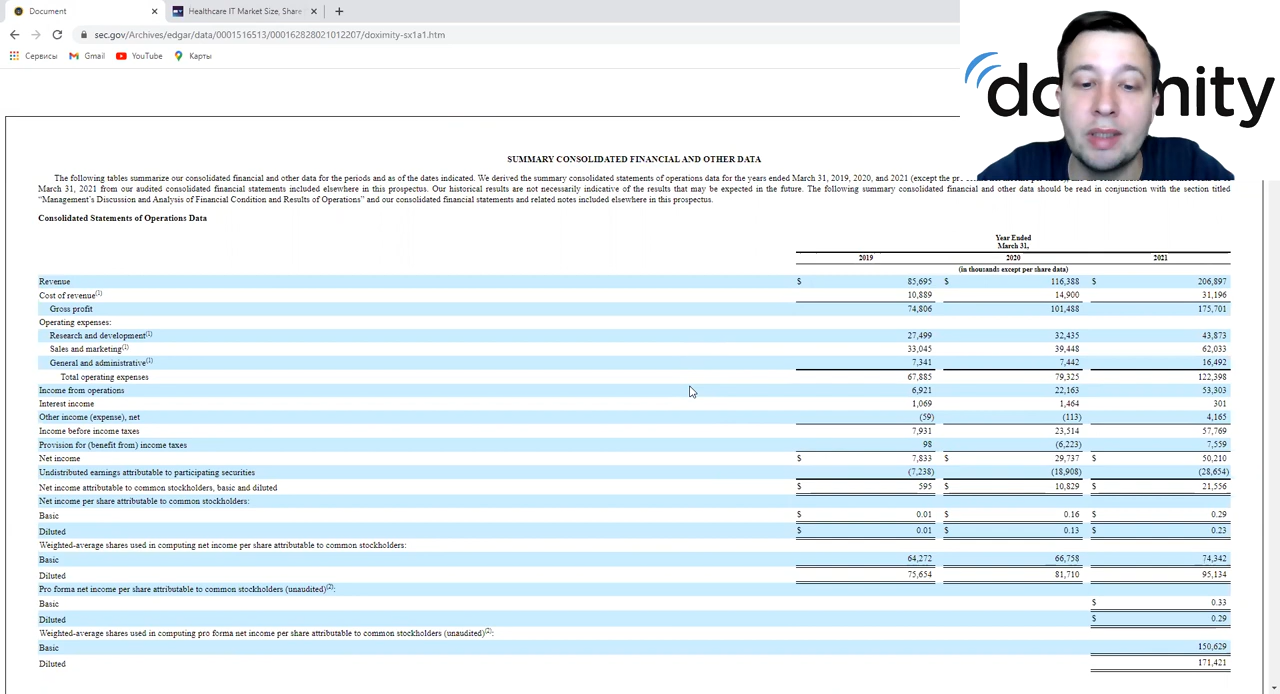 Document
Healthcare IT Market Size, Share
sec.gov/Archives/edgar/data/0001516513/000162828021012207/doximity-sx1a1.htm
Сервисы Gmail YouTube Карты
SUMMARY CONSOLIDATED FINANCIAL AND OTHER DATA
The following tables summarize our consolidated financial and other data for the periods and as of the dates indicated. We derived the summary consolidated statements of operations data for the years ended March 31, 2019, 2020, and 2021 (except the
March 31, 2021 from our audited consolidated financial statements included elsewhere in this prospectus. Our historical results are not necessarily indicative of the results that may be expected in the future. The following summary consolidated financial and other data should be read in conjunction with the section titled
“Management’s Discussion and Analysis of Financial Condition and Results of Operations” and our consolidated financial statements and related notes included elsewhere in this prospectus.
Consolidated Statements of Operations Data
Year Ended
March 31,
2019 2020 2021
(in thousands except per share data)
Revenue $ 85,695 $ 116,388 $ 206,897
Cost of revenue(1) 10,889 14,900 31,196
Gross profit 74,806 101,488 175,701
Operating expenses:
Research and development(1) 27,499 32,435 43,873
Sales and marketing(1) 33,045 39,448 62,033
General and administrative(1) 7,341 7,442 16,492
Total operating expenses 67,885 79,325 122,398
Income from operations 6,921 22,163 53,303
Interest income 1,069 1,464 301
Other income (expense), net (59) (113) 4,165
Income before income taxes 7,931 23,514 57,769
Provision for (benefit from) income taxes 98 (6,223) 7,559
Net income $ 7,833 $ 29,737 $ 50,210
Undistributed earnings attributable to participating securities (7,238) (18,908) (28,654)
Net income attributable to common stockholders, basic and diluted $ 595 $ 10,829 $ 21,556
Net income per share attributable to common stockholders:
Basic $ 0.01 $ 0.16 $ 0.29
Diluted $ 0.01 $ 0.13 $ 0.23
Weighted-average shares used in computing net income per share attributable to common stockholders:
Basic 64,272 66,758 74,342
Diluted 75,654 81,710 95,134
Pro forma net income per share attributable to common stockholders (unaudited)(2):
Basic $ 0.33
Diluted $ 0.29
Weighted-average shares used in computing pro forma net income per share attributable to common stockholders (unaudited)(2):
Basic 150,629
Diluted 171,421